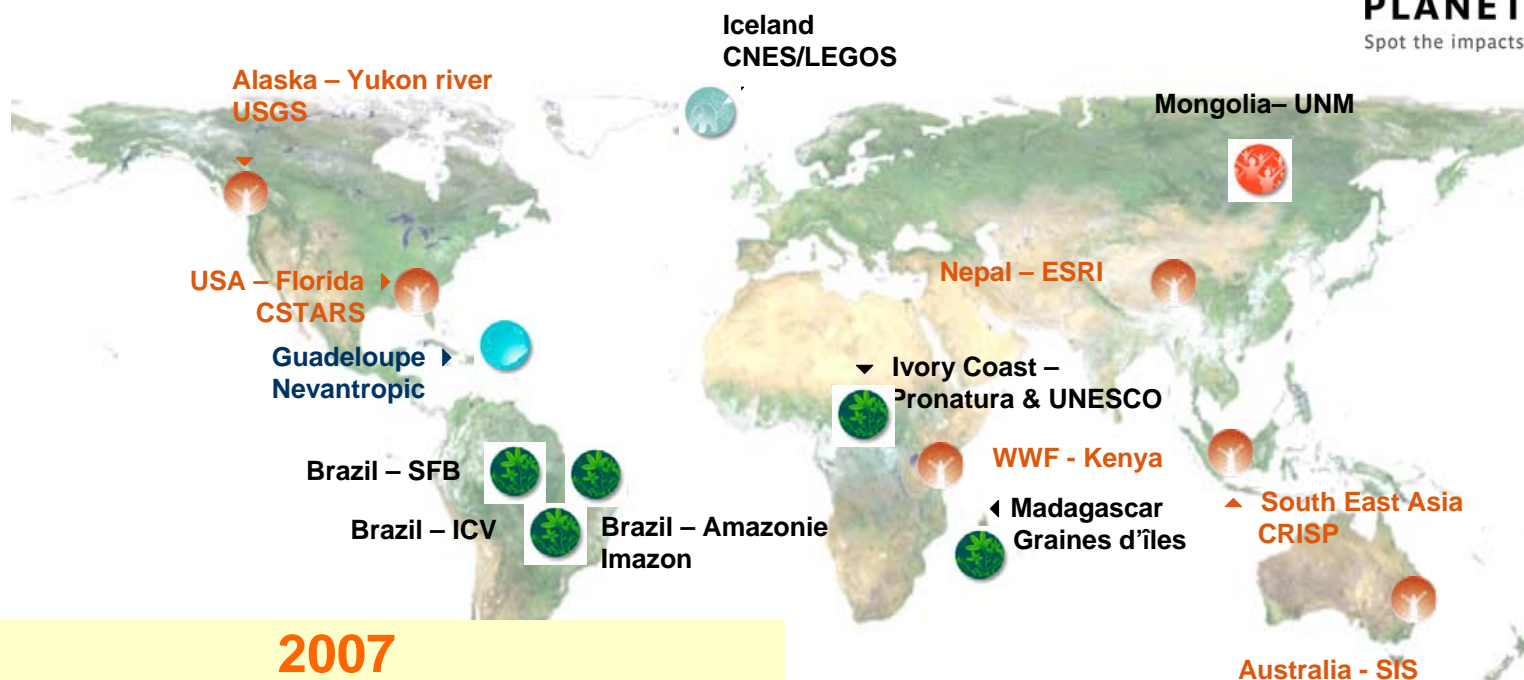 PLANET
Spot the impacts
Iceland
CNES/LEGOS
Alaska – Yukon river
USGS
Mongolia– UNM
USA – Florida
CSTARS
Nepal – ESRI
Guadeloupe
Nevantropic
Ivory Coast –
Pronatura & UNESCO
Brazil – SFB
WWF - Kenya
Brazil – ICV
Brazil – Amazonie
Imazon
Madagascar
Graines d’îles
South East Asia
CRISP
2007
Australia - SIS